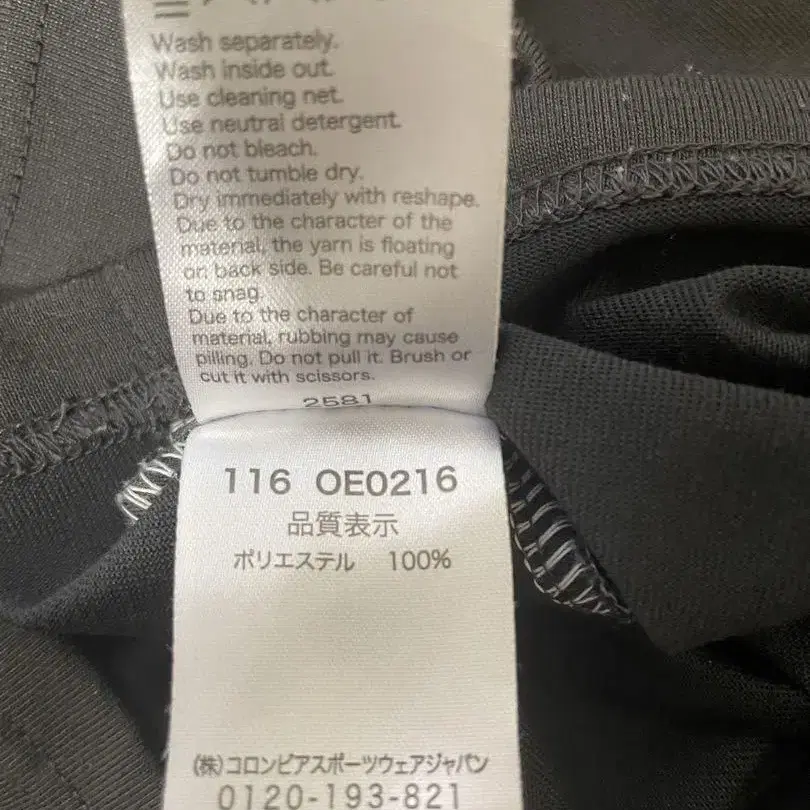 Wash separately.
Wash inside out.
Use cleaning net.
Use neutral detergent.
Do not bleach.
Do not tumble dry.
Dry immediately with reshape.
Due to the character of the
material, the yarn is floating
on back side. Be careful not
to snag.
Due to the character of
material, rubbing may cause
pilling. Do not pull it. Brush or
cut it with scissors.
2581
116 OE0216
品質表示
ポリエステル 100%
(株)コロンビアスポーツウェアジャパン
0120-193-821